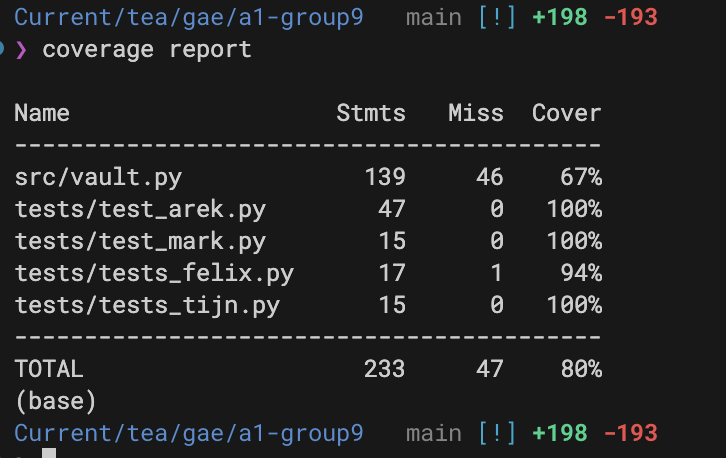 Current/tea/gae/a1-group9 main [!] +198 -193
❯ coverage report
Name Stmts Miss Cover
-----------------------------------------
src/vault.py 139 46 67%
tests/test_arek.py 47 0 100%
tests/test_mark.py 15 0 100%
tests/tests_felix.py 17 1 94%
tests/tests_tijn.py 15 0 100%
-----------------------------------------
TOTAL 233 47 80%
(base)
Current/tea/gae/a1-group9 main [!] +198 -193